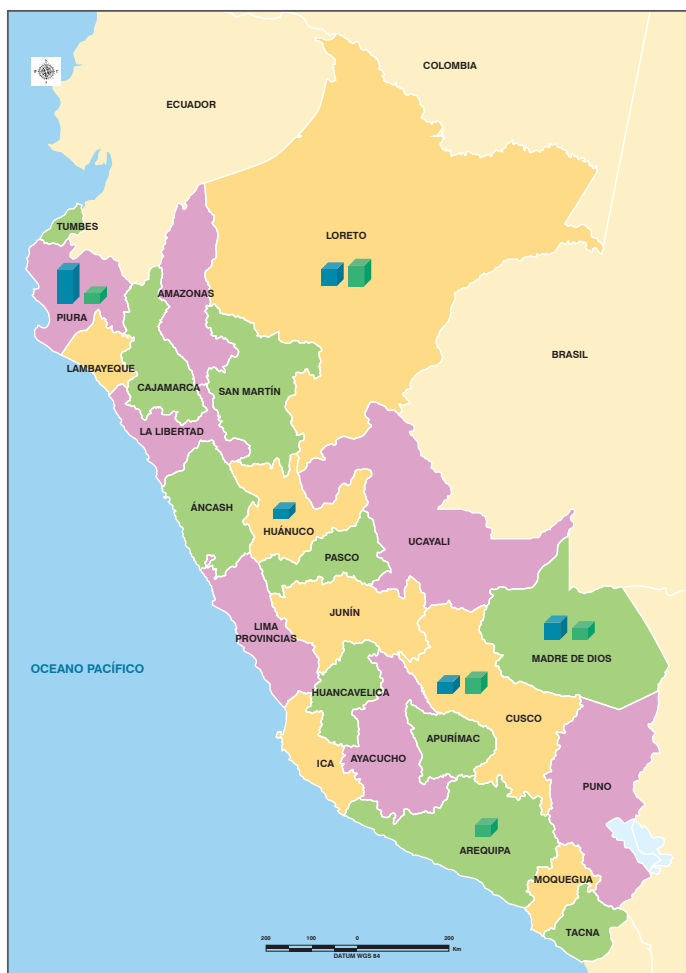 COLOMBIA
ECUADOR
TUMBES
LORETO
AMAZONAS
PIURA
BRASIL
LAMBAYEQUE
CAJAMARCA
SAN MARTÍN
LA LIBERTAD
ÁNCASH
HUÁNUCO
UCAYALI
PASCO
JUNÍN
LIMA
PROVINCIAS
MADRE DE DIOS
OCEANO PACÍFICO
HUANCAVELICA
CUSCO
APURÍMAC
ICA
AYACUCHO
PUNO
AREQUIPA
MOQUEGUA
TACNA
200 100 0 200
Km
DATUM WGS 84